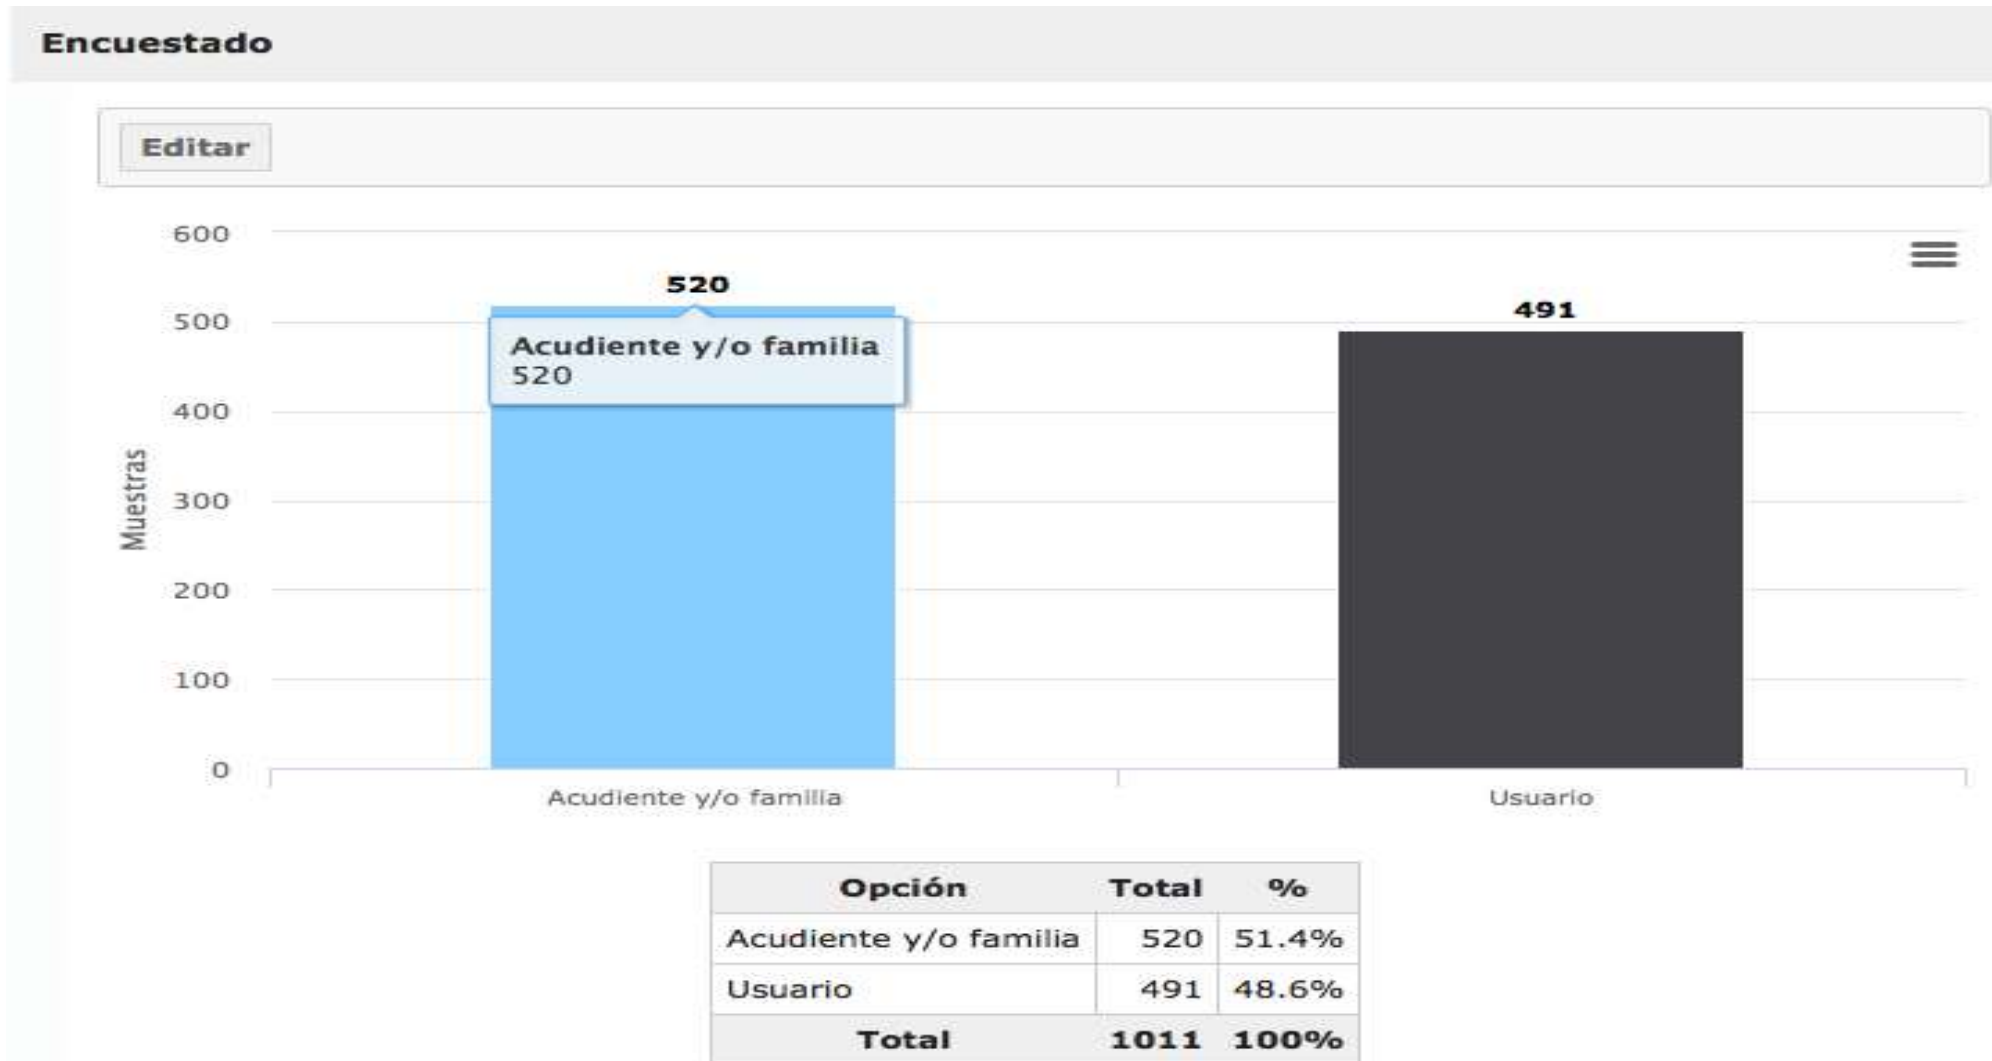 Encuestado
Editar
600
520
491
500
Acudiente y/o familia
520
400
Muestras
300
200
100
0
Acudiente y/o familia
Usuario
Opción Total %
Acudiente y/o familia 520 51.4%
Usuario 491 48.6%
Total 1011 100%